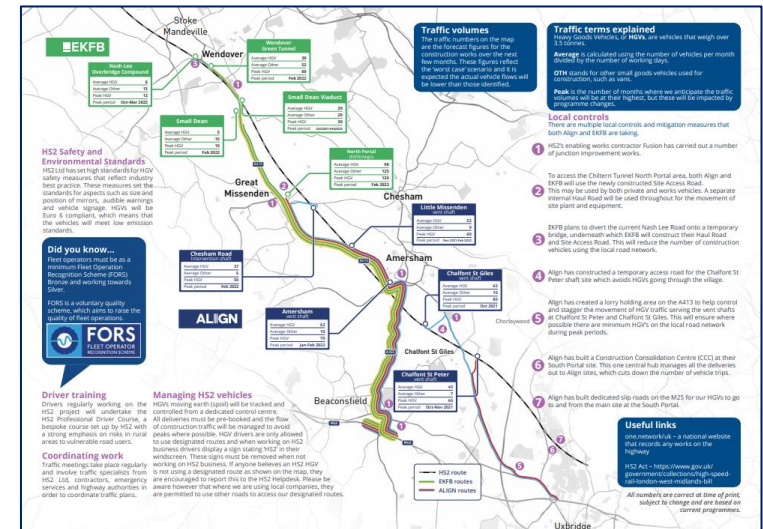 Stoke
Mandeville
EKFB
Nash Lee
Overbridge Compound
Average HGV 6
Average Other 15
Peak HGV 12
Peak period Oct-Mar 2022
Wendover
Wendover
Green Tunnel
Average HGV 30
Average Other 32
Peak HGV 60
Peak period Feb 2022
Small Dean Viaduct
Average HGV 20
Average Other 20
Peak HGV 20
Small Dean
Average HGV 5
Average Other 10
Peak HGV 10
Peak period Feb 2022
North Portal
(EKFB/Align)
Average HGV 96
Average Other 125
Peak HGV 120
Peak period Feb 2022
HS2 Safety and
Environmental Standards
HS2 Ltd has set high standards for HGV
safety measures that reflect industry
best practice. These measures set the
standards for aspects such as size and
position of mirrors, audible warnings
and vehicle signage. HGVs will be
Euro 6 compliant, which means that
the vehicles will meet low emission
standards.
Great
Missenden
Chesham
Little Missenden
vent shaft
Average HGV 32
Average Other 9
Peak HGV 60
Chesham Road
Intervention shaft
Average HGV 37
Average Other 6
Peak HGV 50
Peak period Feb 2022
Amersham
Amersham
vent shaft
Average HGV 62
Average Other 10
Peak HGV 70
Peak period Jan-Feb 2022
Chalfont St Giles
vent shaft
Average HGV 62
Average Other 10
Peak HGV 80
Peak period Oct 2021
Chorleywood
Chalfont St Giles
Chalfont St Peter
vent shaft
Average HGV 43
Average Other 7
Peak HGV 60
Peak period Oct-Nov 2021
Beaconsfield
Uxbridge
Did you know...
Fleet operators must be as a
minimum Fleet Operation
Recognition Scheme (FORS)
Bronze and working towards
Silver.
FORS is a voluntary quality
scheme, which aims to raise the
quality of fleet operations.
FORS
FLEET OPERATOR
RECOGNITION SCHEME
ALIGN
Driver training
Drivers regularly working on the
HS2 project will undertake the
HS2 Professional Driver Course, a
bespoke course set up by HS2 with
a strong emphasis on risks in rural
areas to vulnerable road users.
Coordinating work
Traffic meetings take place regularly
and involve traffic specialists from
HS2 Ltd, contractors, emergency
services and highway authorities in
order to coordinate traffic plans.
Managing HS2 vehicles
HGVs moving earth (spoil) will be tracked and
controlled from a dedicated control centre.
All deliveries must be pre-booked and the flow
of construction traffic will be managed to avoid
peaks where possible. HGV drivers are only allowed
to use designated routes and when working on HS2
business drivers display a sign stating 'HS2' in their
windscreen. These signs must be removed when not
working on HS2 business. If anyone believes an HS2 HGV
is not using a designated route as shown on the map, they
are encouraged to report this to the HS2 Helpdesk. Please be
aware however that where we are using local companies, they
are permitted to use other roads to access our designated routes.
HS2 route
EKFB routes
ALIGN routes
Traffic volumes
The traffic numbers on the map
are the forecast figures for the
construction works over the next
few months. These figures reflect
the 'worst case' scenario and it is
expected the actual vehicle flows will
be lower than those identified.
Traffic terms explained
Heavy Goods Vehicles, or HGVs, are vehicles that weigh over
3.5 tonnes.
Average is calculated using the number of vehicles per month
divided by the number of working days.
OTH stands for other small goods vehicles used for
construction, such as vans.
Peak is the number of months where we anticipate the traffic
volumes will be at their highest, but these will be impacted by
programme changes.
Local controls
There are multiple local controls and mitigation measures that
both Align and EKFB are taking.
1 HS2's enabling works contractor Fusion has carried out a number
of junction improvement works.
2 To access the Chiltern Tunnel North Portal area, both Align and
EKFB will use the newly constructed Site Access Road.
This may be used by both private and works vehicles. A separate
internal Haul Road will be used throughout for the movement of
site plant and equipment.
3 EKFB plans to divert the current Nash Lee Road onto a temporary
bridge, underneath which EKFB will construct their Haul Road
and Site Access Road. This will reduce the number of construction
vehicles using the local road network.
4 Align has constructed a temporary access road for the Chalfont St
Peter shaft site which avoids HGVs going through the village.
5 Align has created a lorry holding area on the A413 to help control
and stagger the movement of HGV traffic serving the vent shafts
at Chalfont St Peter and Chalfont St Giles. This will ensure where
possible there are minimum HGV's on the local road network
during peak periods.
6 Align has built a Construction Consolidation Centre (CCC) at their
South Portal site. This one central hub manages all the deliveries
out to Align sites, which cuts down the number of vehicle trips.
7 Align has built dedicated slip roads on the M25 for our HGVs to go
to and from the main site at the South Portal.
Useful links
one.network/uk – a national website
that records any works on the
highway
HS2 Act – https://www.gov.uk/
government/collections/high-speed-
rail-london-west-midlands-bill
All numbers are correct at time of print,
subject to change and are based on
current programmes.